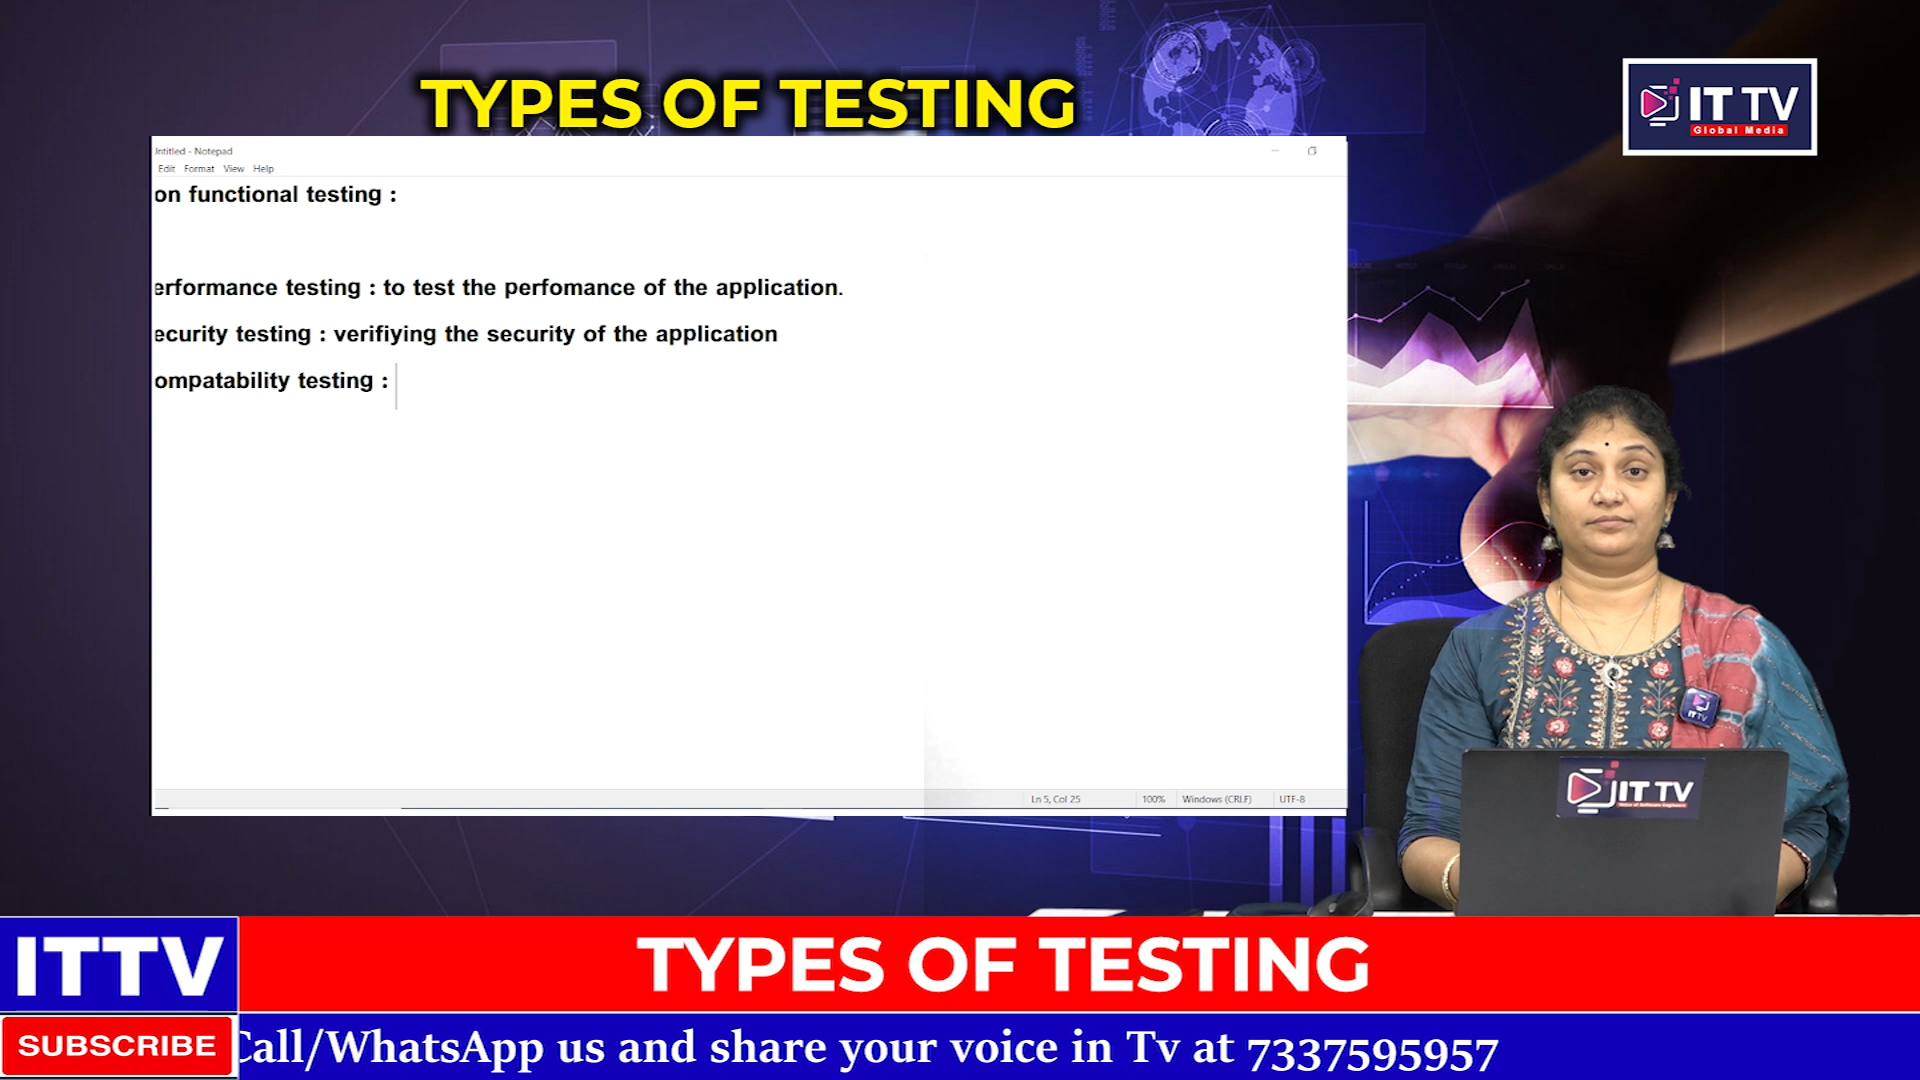 TYPES OF TESTING
IT TV
Global Media
Untitled - Notepad
Edit Format View Help
on functional testing :
erformance testing : to test the perfomance of the application.
ecurity testing : verifiying the security of the application
ompatability testing :
Ln 5, Col 25 100% Windows (CRLF) UTF-8
IT TV
IT TV
ITTV
TYPES OF TESTING
SUBSCRIBE
Call/WhatsApp us and share your voice in Tv at 7337595957